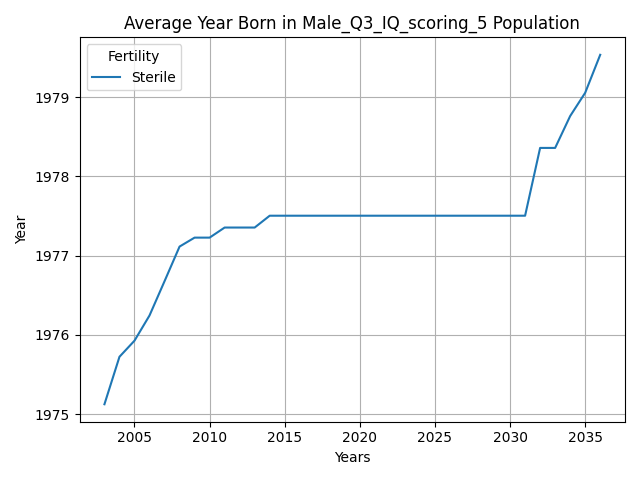 Average Year Born in Male_Q3_IQ_scoring_5 Population
Fertility
Sterile
1979
1978
1977
1976
1975
Year
2005 2010 2015 2020 2025 2030 2035
Years